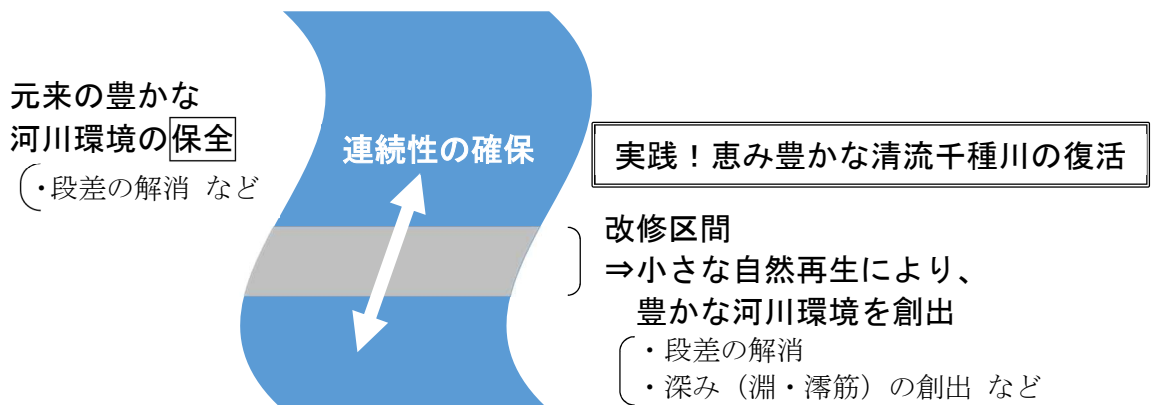 元来の豊かな
河川環境の保全
・段差の解消 など
連続性の確保
実践！恵み豊かな清流千種川の復活
改修区間
⇒小さな自然再生により、
豊かな河川環境を創出
・段差の解消
・深み（淵・澪筋）の創出 など